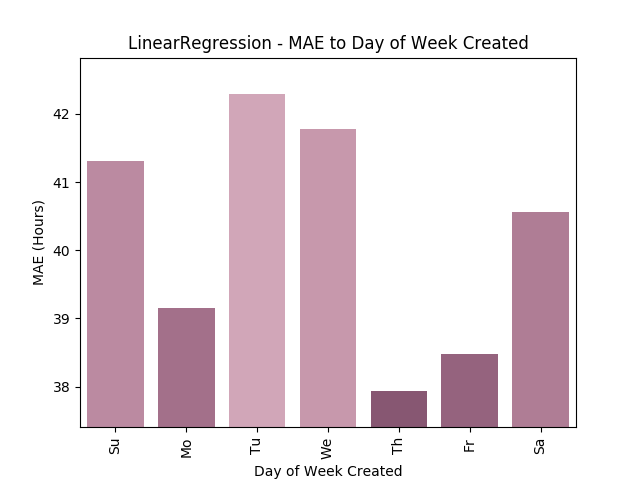 LinearRegression - MAE to Day of Week Created
MAE (Hours)
42
41
40
39
38
Su
Mo
Tu
We
Th
Fr
Sa
Day of Week Created